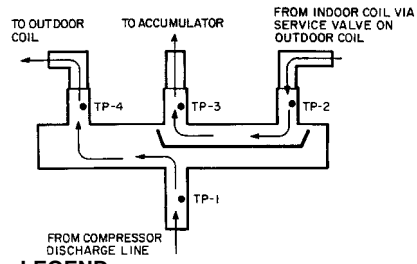 TO OUTDOOR
COIL
TO ACCUMULATOR
FROM INDOOR COIL VIA
SERVICE VALVE ON
OUTDOOR COIL
TP-4
TP-3
TP-2
TP-1
FROM COMPRESSOR
DISCHARGE LINE
LEGEND